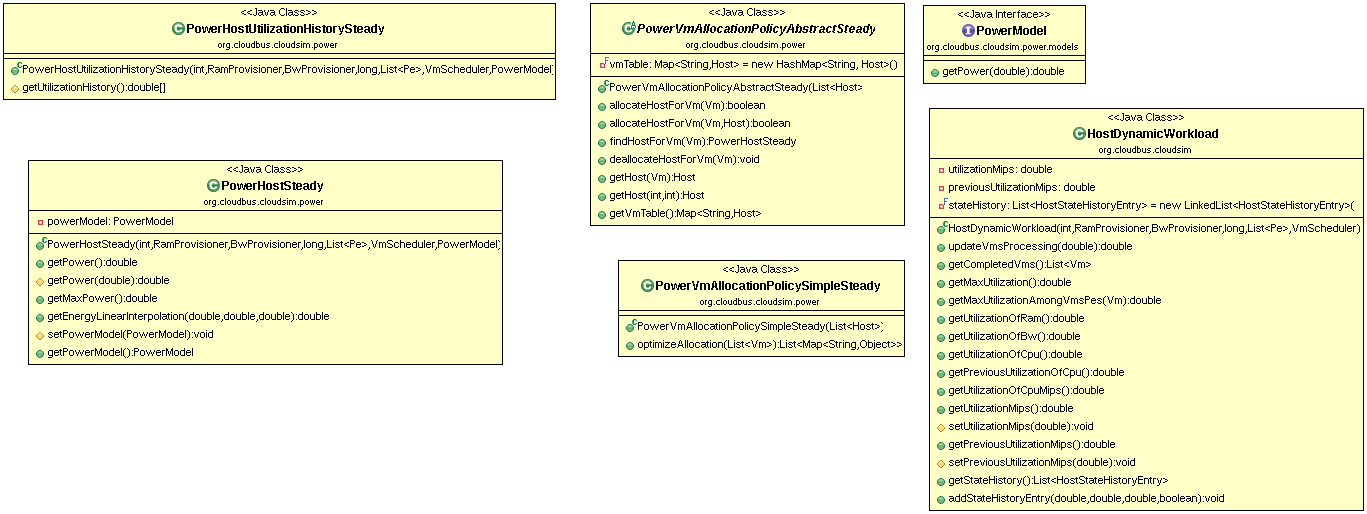 <<Java Class>>
PowerHostUtilizationHistorySteady
org.cloudbus.cloudsim.power
PowerHostUtilizationHistorySteady(int,RamProvisioner,BwProvisioner,long,List<Pe>,VmScheduler,PowerModel)
getUtilizationHistory():double[]
<<Java Class>>
PowerHostSteady
org.cloudbus.cloudsim.power
powerModel: PowerModel
PowerHostSteady(int,RamProvisioner,BwProvisioner,long,List<Pe>,VmScheduler,PowerModel)
getPower():double
getPower(double):double
getMaxPower():double
getEnergyLinearInterpolation(double,double,double):double
setPowerModel(PowerModel):void
getPowerModel():PowerModel
<<Java Class>>
PowerVmAllocationPolicyAbstractSteady
org.cloudbus.cloudsim.power
vmTable: Map<String,Host> = new HashMap<String, Host>()
PowerVmAllocationPolicyAbstractSteady(List<Host>
allocateHostForVm(Vm):boolean
allocateHostForVm(Vm,Host):boolean
findHostForVm(Vm):PowerHostSteady
deallocateHostForVm(Vm):void
getHost(Vm):Host
getHost(int,int):Host
getVmTable():Map<String,Host>
<<Java Class>>
PowerVmAllocationPolicySimpleSteady
org.cloudbus.cloudsim.power
PowerVmAllocationPolicySimpleSteady(List<Host>)
optimizeAllocation(List<Vm>):List<Map<String,Object>>
<<Java Interface>>
PowerModel
org.cloudbus.cloudsim.power.models
getPower(double):double
<<Java Class>>
HostDynamicWorkload
org.cloudbus.cloudsim
utilizationMips: double
previousUtilizationMips: double
stateHistory: List<HostStateHistoryEntry> = new LinkedList<HostStateHistoryEntry>(
HostDynamicWorkload(int,RamProvisioner,BwProvisioner,long,List<Pe>,VmScheduler)
updateVmsProcessing(double):double
getCompletedVms():List<Vm>
getMaxUtilization():double
getMaxUtilizationAmongVmsPes(Vm):double
getUtilizationOfRam():double
getUtilizationOfBw():double
getUtilizationOfCpu():double
getPreviousUtilizationOfCpu():double
getUtilizationOfCpuMips():double
getUtilizationMips():double
setUtilizationMips(double):void
getPreviousUtilizationMips():double
setPreviousUtilizationMips(double):void
getStateHistory():List<HostStateHistoryEntry>
addStateHistoryEntry(double,double,double,boolean):void